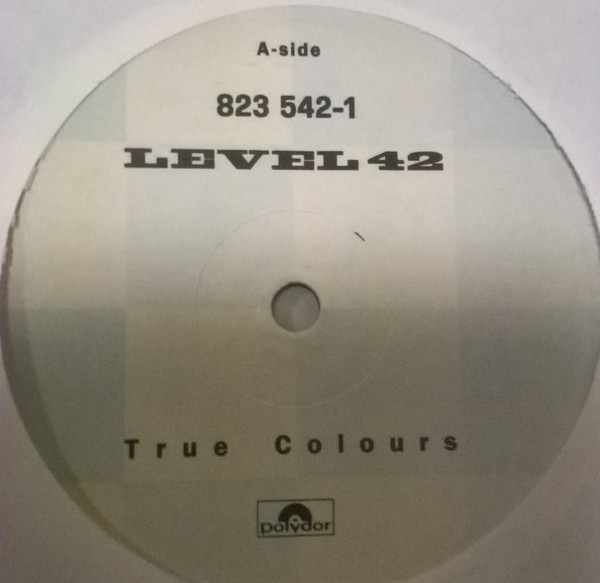 A-side
823 542-1
LEVEL 42
True Colours
polydor